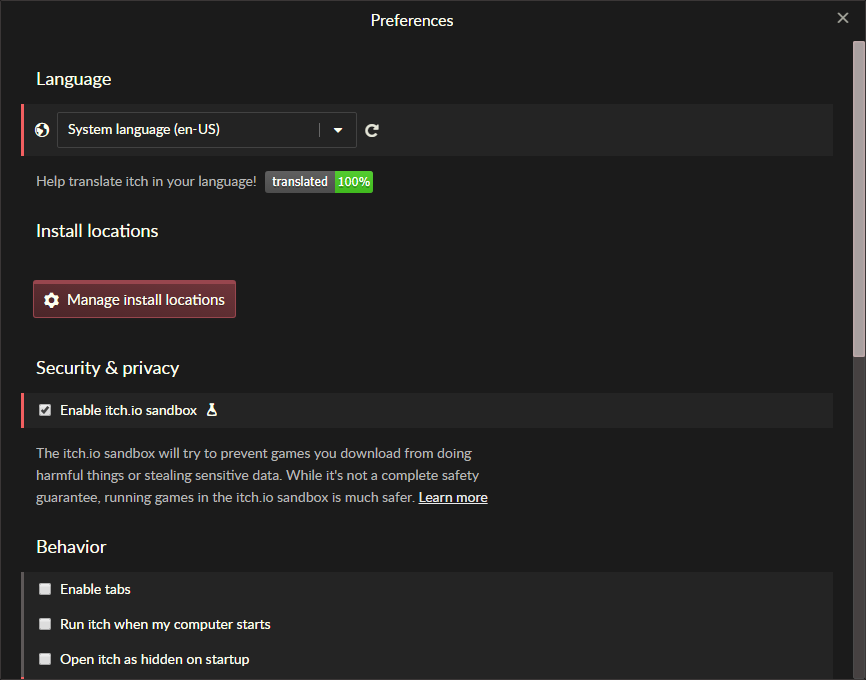 Preferences
Language
System language (en-US)
Help translate itch in your language! translated 100%
Install locations
Manage install locations
Security & privacy
Enable itch.io sandbox
The itch.io sandbox will try to prevent games you download from doing
harmful things or stealing sensitive data. While it's not a complete safety
guarantee, running games in the itch.io sandbox is much safer. Learn more
Behavior
Enable tabs
Run itch when my computer starts
Open itch as hidden on startup